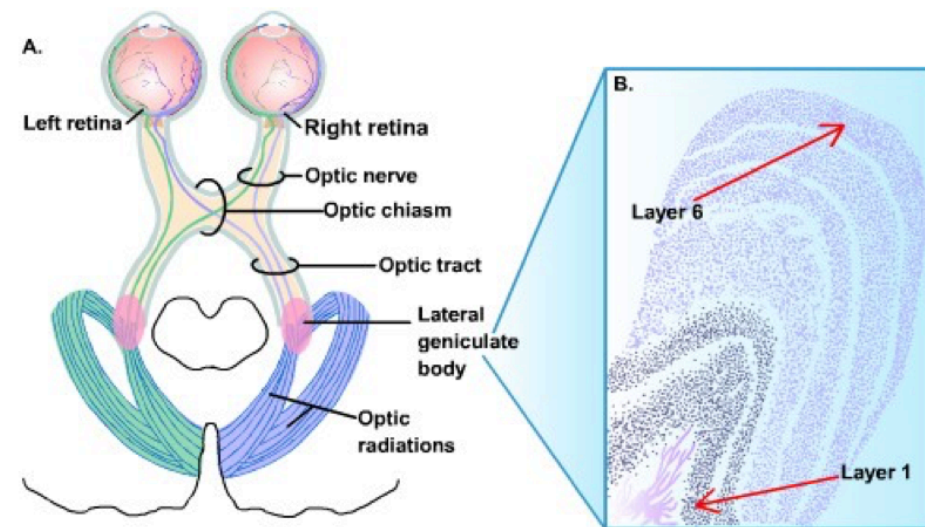 A.
Left retina
Right retina
Optic nerve
Optic chiasm
Optic tract
Lateral
geniculate
body
Optic
radiations
B.
Layer 6
Layer 1